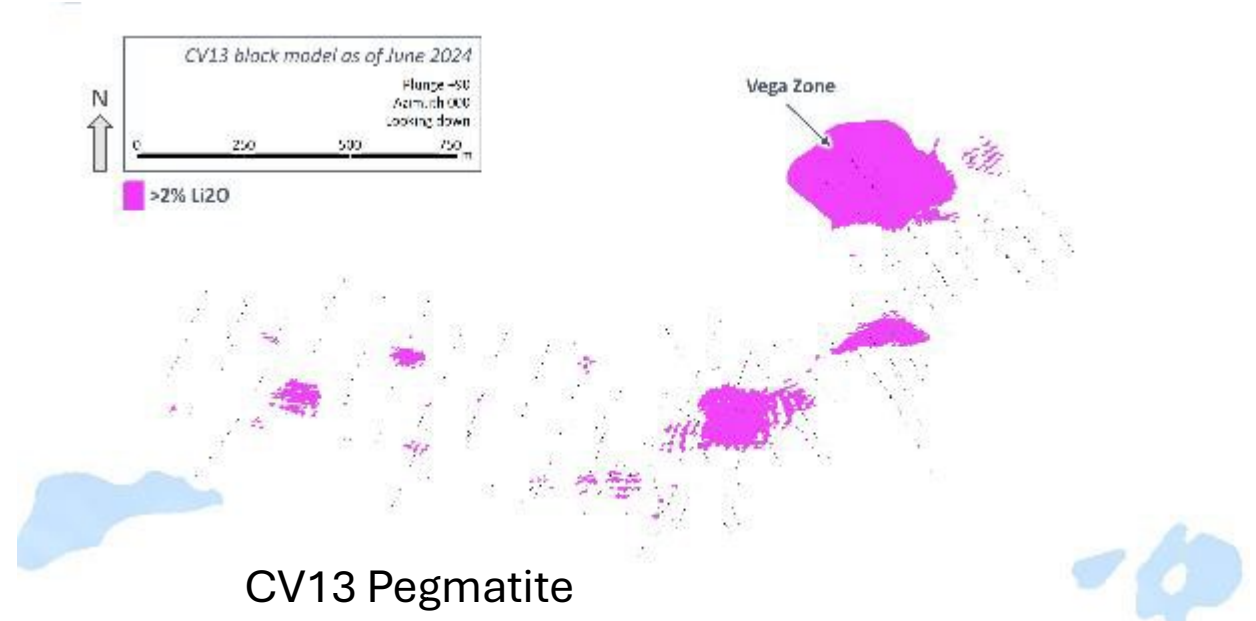 CV13 block model as of June 2024
Plunge +90
Azimuth 000
Looking down
N
0 250 500 750
m
>2% Li2O
Vega Zone
CV13 Pegmatite